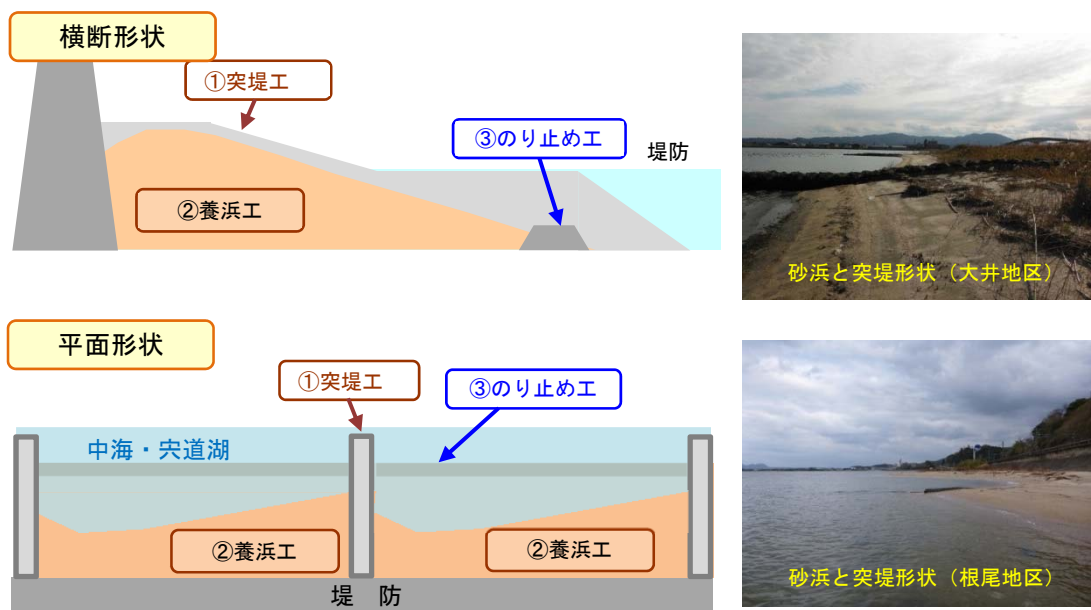 横断形状
①突堤工
③のり止め工
堤防
②養浜工
砂浜と突堤形状（大井地区）
平面形状
①突堤工
③のり止め工
中海・宍道湖
②養浜工
②養浜工
堤 防
砂浜と突堤形状（根尾地区）